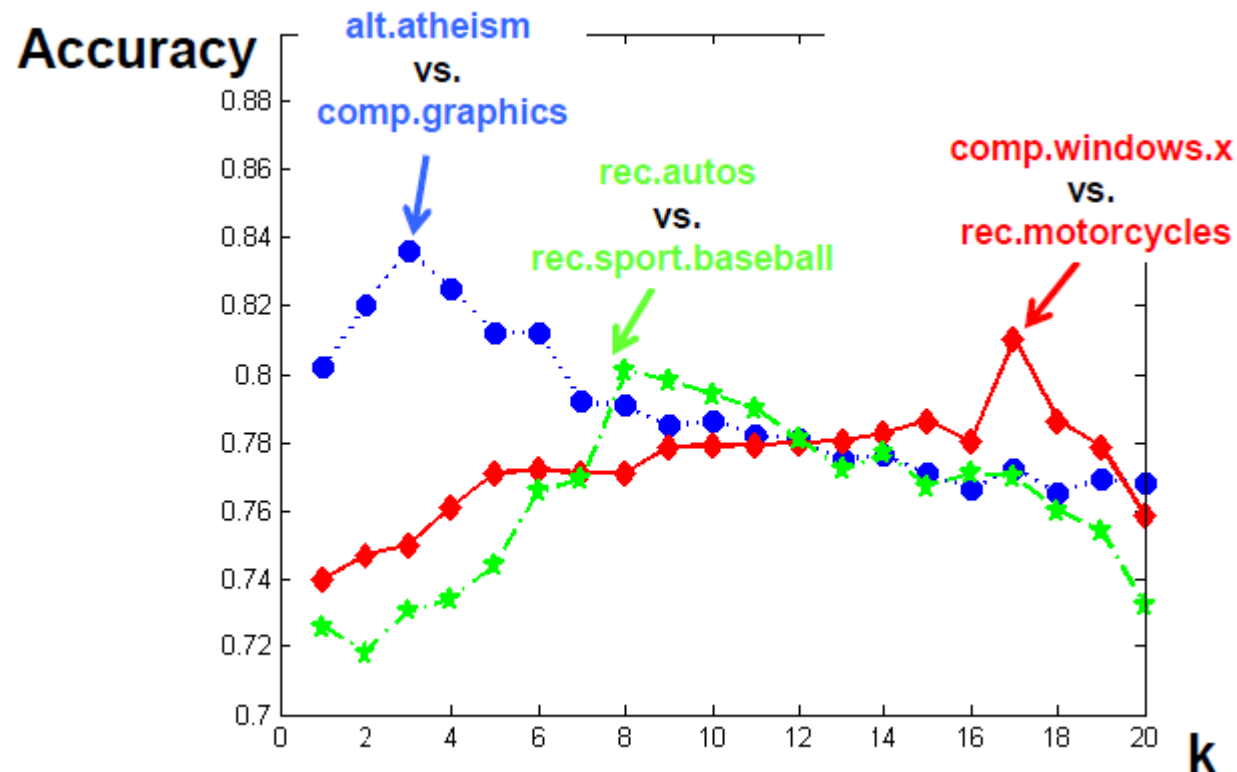 Accuracy
alt.atheism
vs.
comp.graphics
rec.autos
vs.
rec.sport.baseball
comp.windows.x
vs.
rec.motorcycles
0.88
0.86
0.84
0.82
0.8
0.78
0.76
0.74
0.72
0.7
0 2 4 6 8 10 12 14 16 18 20
k